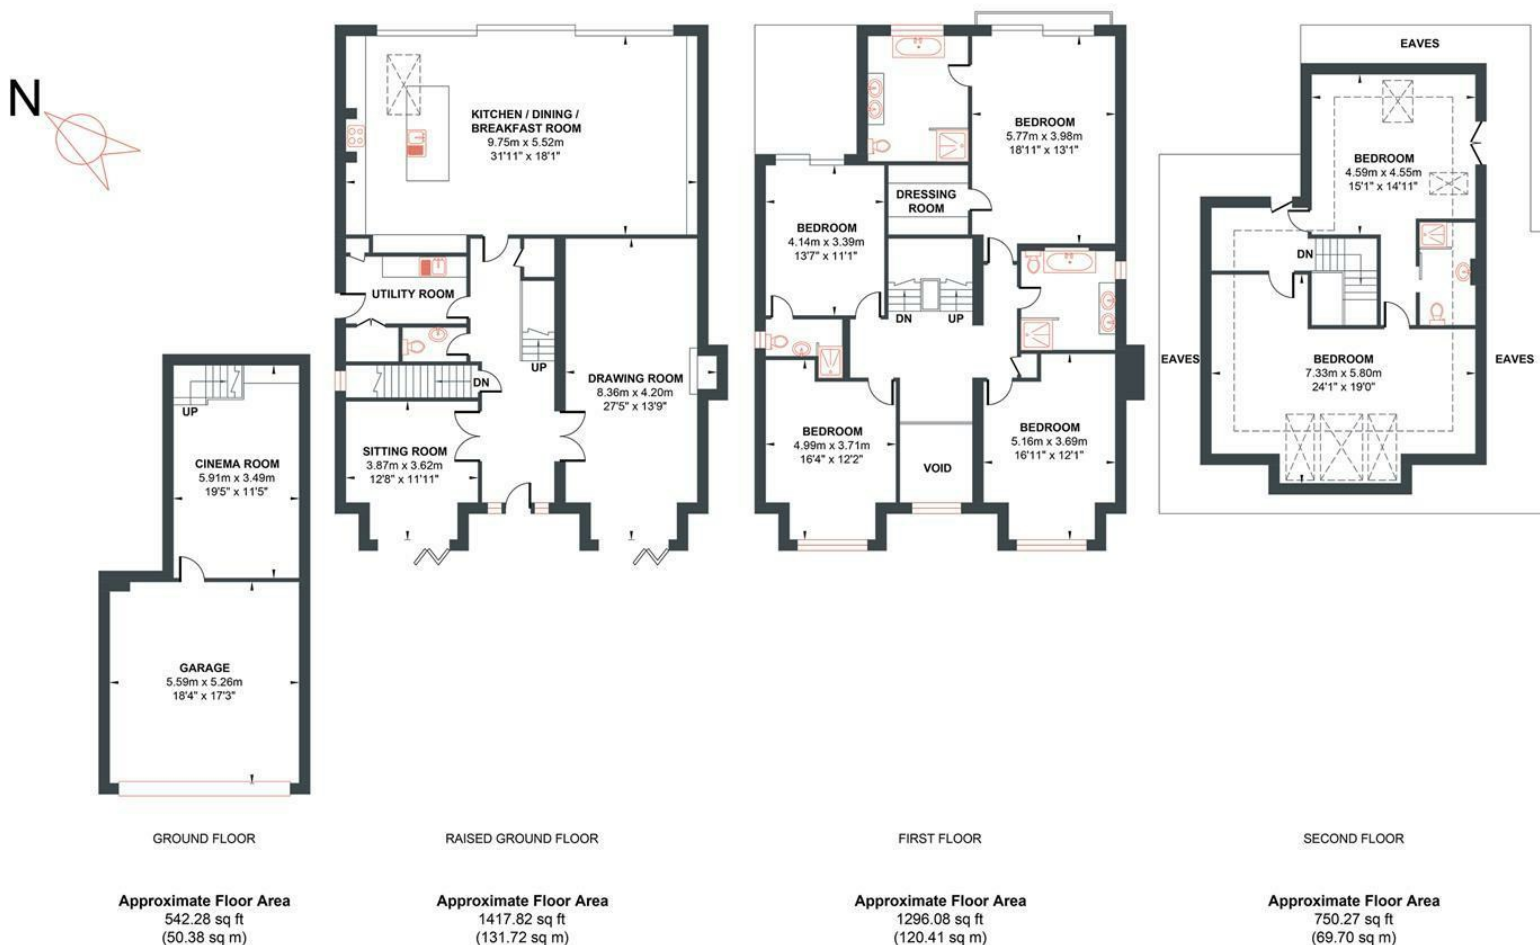 N
UP
CINEMA ROOM
5.91m x 3.49m
19'5" x 11'5"
GARAGE
5.59m x 5.26m
18'4" x 17'3"
GROUND FLOOR
Approximate Floor Area
542.28 sq ft
(50.38 sq m)
KITCHEN / DINING /
BREAKFAST ROOM
9.75m x 5.52m
31'11" x 18'1"
UTILITY ROOM
UP
DN
DRAWING ROOM
8.36m x 4.20m
27'5" x 13'9"
SITTING ROOM
3.87m x 3.62m
12'8" x 11'11"
RAISED GROUND FLOOR
Approximate Floor Area
1417.82 sq ft
(131.72 sq m)
BEDROOM
5.77m x 3.98m
18'11" x 13'1"
DRESSING
ROOM
BEDROOM
4.14m x 3.39m
13'7" x 11'1"
DN
UP
BEDROOM
4.99m x 3.71m
16'4" x 12'2"
BEDROOM
5.16m x 3.69m
16'11" x 12'1"
VOID
FIRST FLOOR
Approximate Floor Area
1296.08 sq ft
(120.41 sq m)
EAVES
BEDROOM
4.59m x 4.55m
15'1" x 14'11"
DN
EAVES
BEDROOM
7.33m x 5.80m
24'1" x 19'0"
EAVES
SECOND FLOOR
Approximate Floor Area
750.27 sq ft
(69.70 sq m)